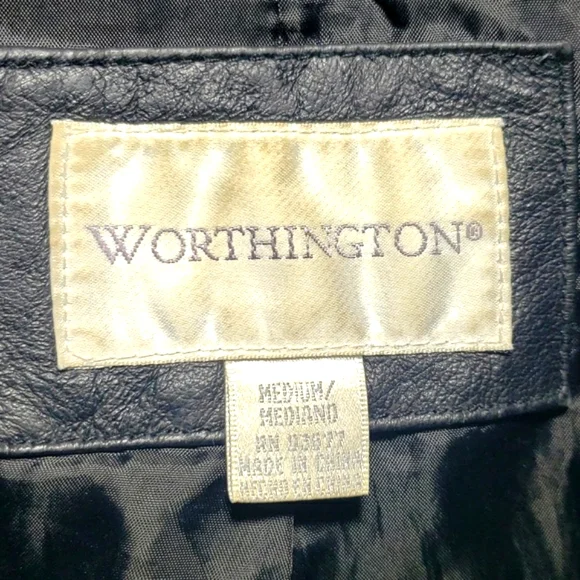 WORTHINGTON®
MEDIUM/
MEDIANO
RN 93677
MADE IN CHINA
HECHO EN CHINA